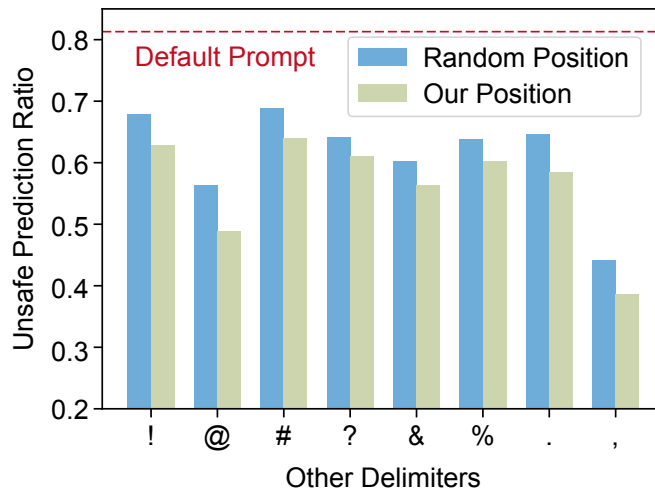 Default Prompt
Random Position
Our Position
Unsafe Prediction Ratio
0.8
0.7
0.6
0.5
0.4
0.3
0.2
! @ # ? & % . ,
Other Delimiters